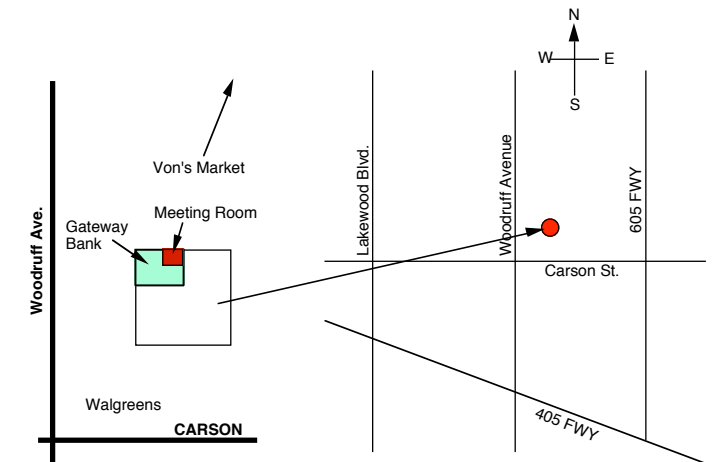 N
W E
S
Von's Market
Meeting Room
Gateway
Bank
Woodruff Ave.
Walgreens
CARSON
Lakewood Blvd.
Woodruff Avenue
605 FWY
Carson St.
405 FWY